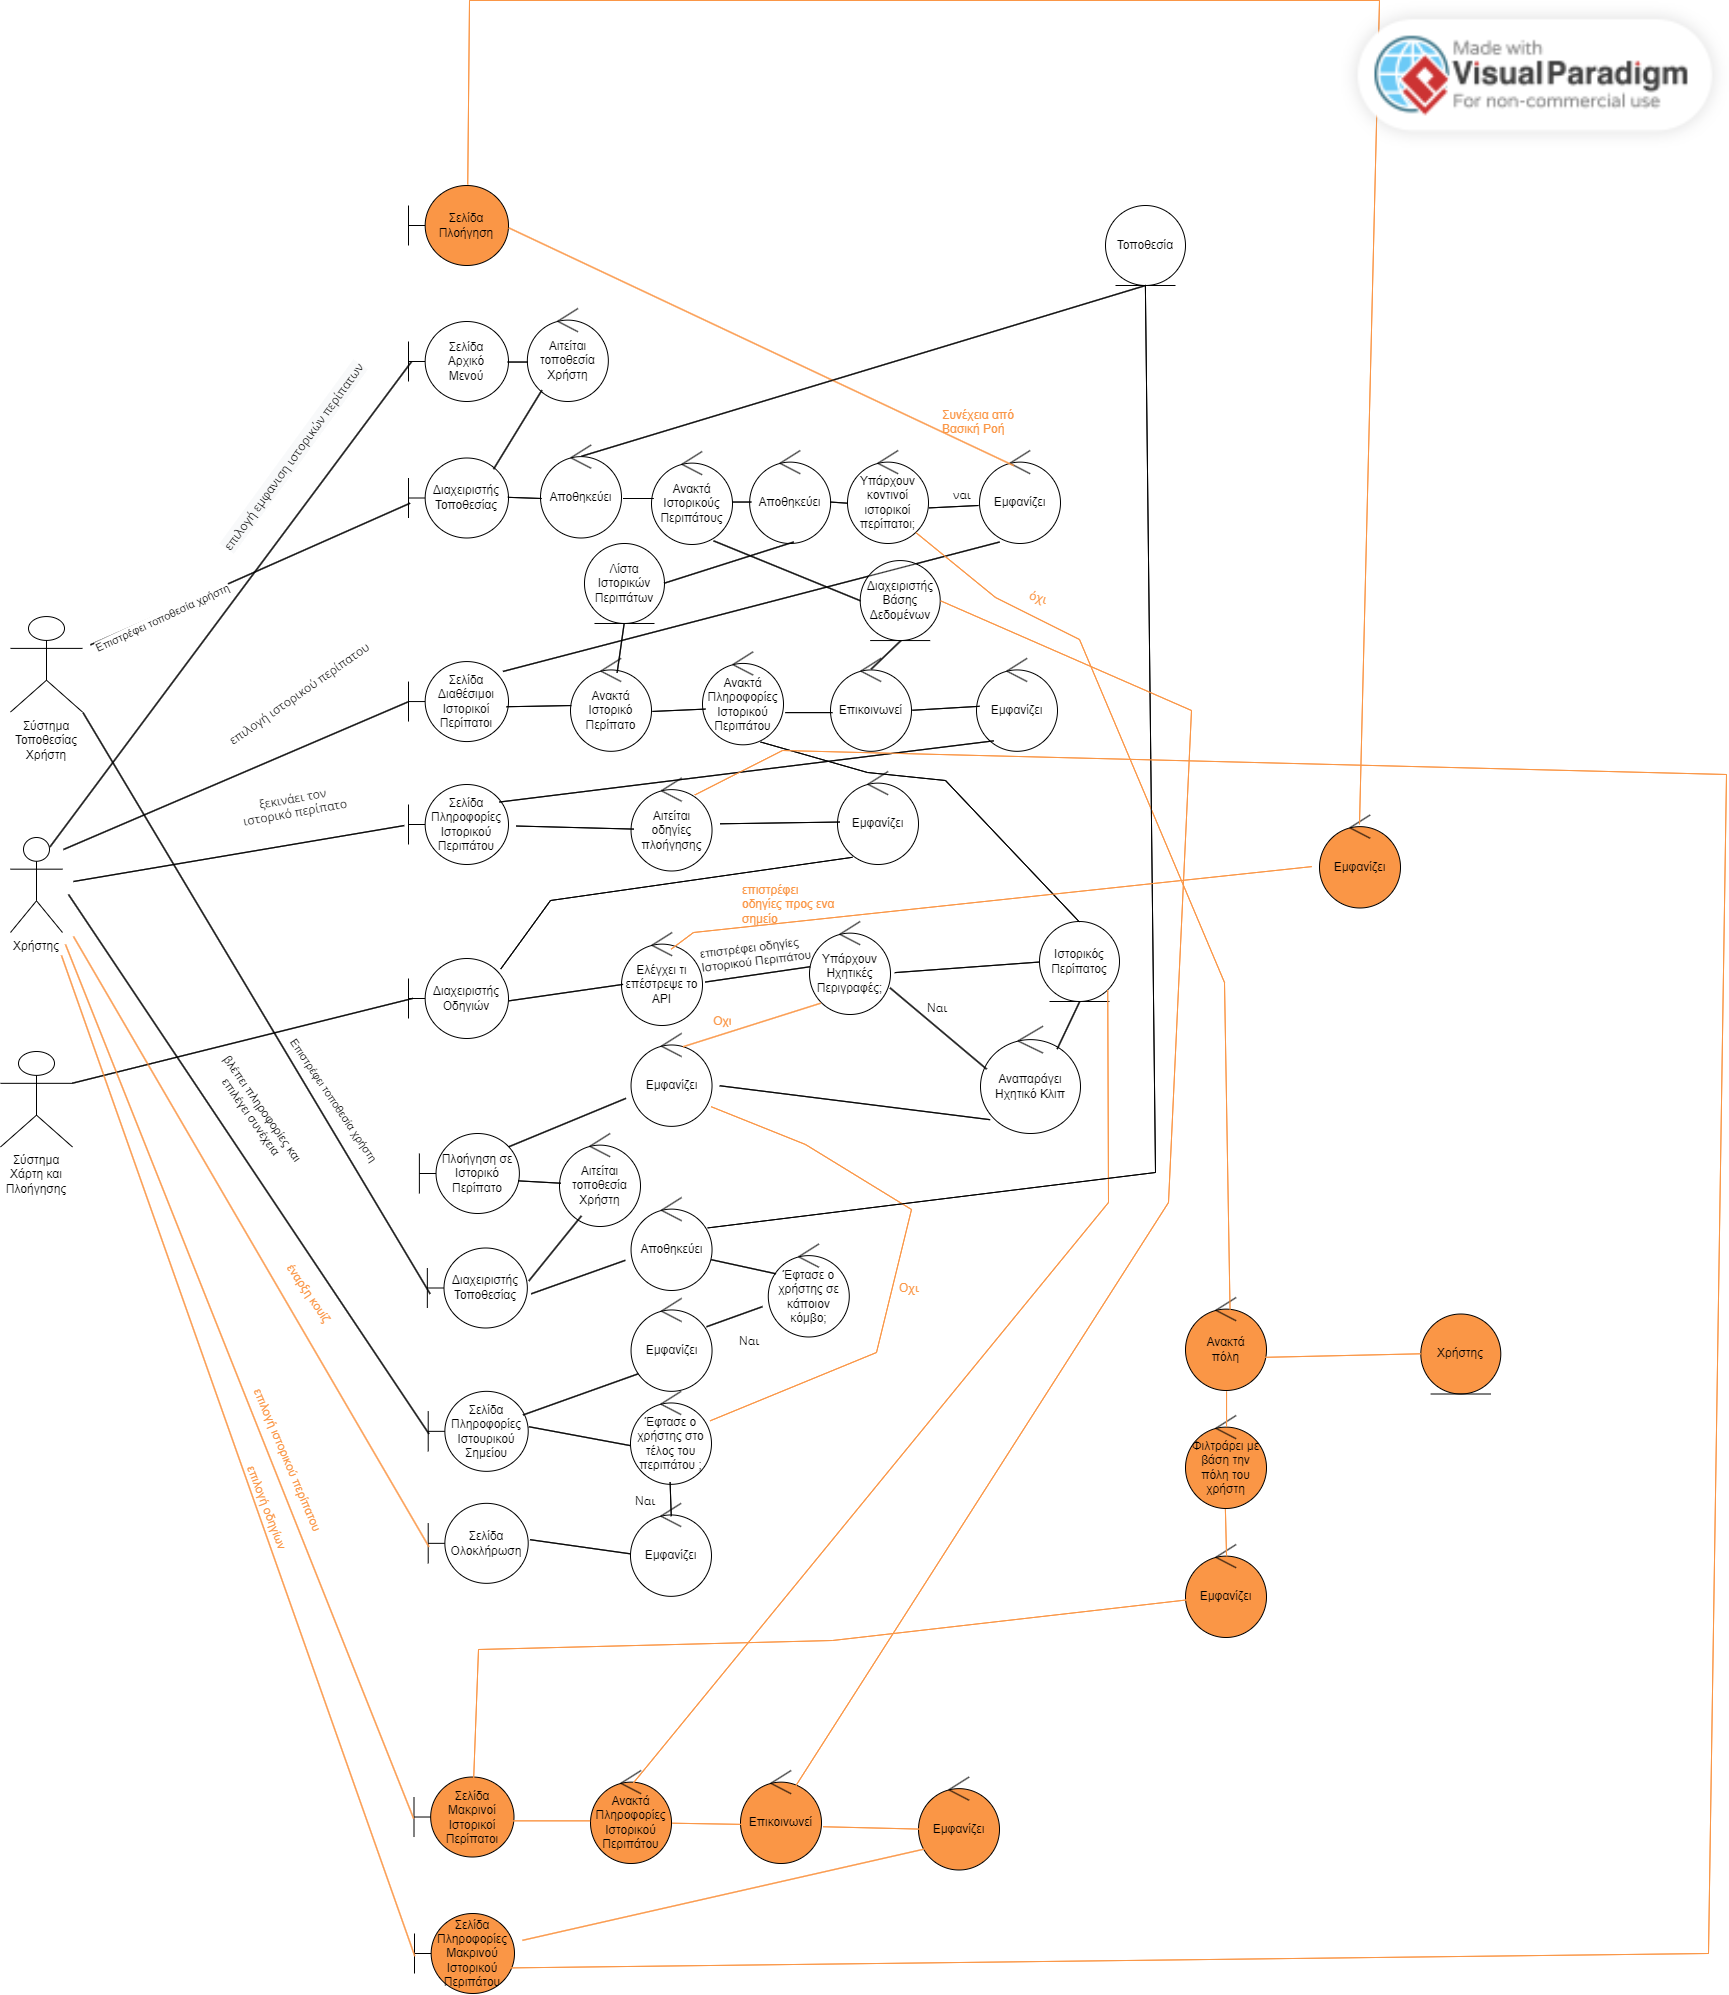 Made with
Visual Paradigm
For non-commercial use
Σελίδα
Πλοήγηση
Τοποθεσία
Σελίδα
Αρχικό
Μενού
Αιτείται
τοποθεσία
Χρήστη
επιλογή εμφανιση ιστορικών περίπατων
Συνέχεια από
Βασική Ροή
Διαχειριστής
Τοποθεσίας
Αποθηκεύει
Ανακτά
Ιστορικούς
Περιπάτους
Αποθηκεύει
Υπάρχουν
κοντινοί
ιστορικοί
περίπατοι;
ναι
Εμφανίζει
Λίστα
Ιστορικών
Περιπάτων
Διαχειριστής
Βάσης
Δεδομένων
όχι
Επιστρέφει τοποθεσία χρήστη
Σύστημα
Τοποθεσίας
Χρήστη
επιλογή ιστορικού περίπατου
Σελίδα
Διαθέσιμοι
Ιστορικοί
Περίπατοι
Ανακτά
Ιστορικό
Περίπατο
Ανακτά
Πληροφορίες
Ιστορικού
Περιπάτου
Επικοινωνεί
Εμφανίζει
ξεκινάει τον
ιστορικό περίπατο
Σελίδα
Πληροφορίες
Ιστορικού
Περιπάτου
Αιτείται
οδηγίες
πλοήγησης
Εμφανίζει
Εμφανίζει
Χρήστης
επιστρέφει
οδηγίες προς ενα
σημείο
Διαχειριστής
Οδηγιών
Ελέγχει τι
επέστρεψε το
API
επιστρέφει οδηγίες
Ιστορικού Περιπάτου
Υπάρχουν
Ηχητικές
Περιγραφές;
Ιστορικός
Περίπατος
Ναι
Οχι
Εμφανίζει
Αναπαράγει
Ηχητικό Κλιπ
Σύστημα
Χάρτη και
Πλοήγησης
βλέπει πληροφορίες και
επιλέγει συνέχεια
Επιστρέφει τοποθεσία χρήστη
Πλοήγηση σε
Ιστορικό
Περίπατο
Αιτείται
τοποθεσία
Χρήστη
Διαχειριστής
Τοποθεσίας
Αποθηκεύει
Έφτασε ο
χρήστης σε
κάποιον
κόμβο;
Οχι
έναρξη κουίζ
Εμφανίζει
Ναι
Ανακτά
πόλη
Χρήστης
Σελίδα
Πληροφορίες
Ιστουρικού
Σημείου
Έφτασε ο
χρήστης στο
τέλος του
περιπάτου ;
επιλογή ιστορικού περίπατου
Φιλτράρει με
βάση την
πόλη του
χρήστη
Ναι
επιλογή οδηγίων
Σελίδα
Ολοκλήρωση
Εμφανίζει
Εμφανίζει
Σελίδα
Μακρινοί
Ιστορικοί
Περίπατοι
Ανακτά
Πληροφορίες
Ιστορικού
Περιπάτου
Επικοινωνεί
Εμφανίζει
Σελίδα
Πληροφορίες
Μακρινού
Ιστορικού
Περιπάτου